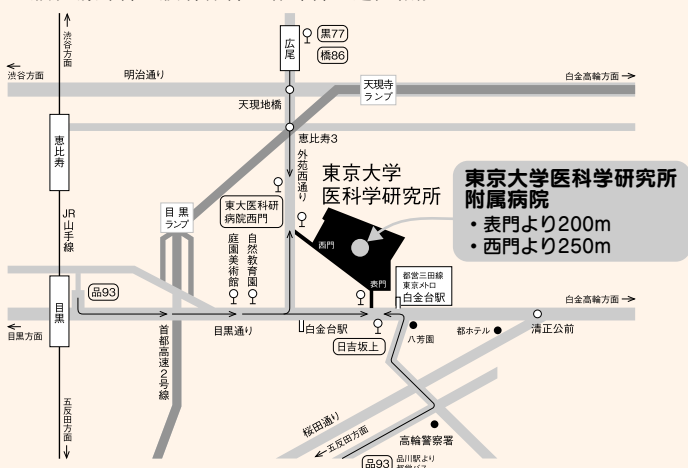 渋谷方面
広尾
黒77
橋86
渋谷方面
明治通り
天現寺
ランプ
白金高輪方面
天現地橋
恵比寿
恵比寿3
外苑西通り
東京大学
医科学研究所
東京大学医科学研究所
附属病院
・表門より200m
・西門より250m
目黒
ランプ
東大医科研
病院西門
JR山手線
西門
庭園美術館
自然教育園
表門
都営三田線
東京メトロ
白金台駅
品93
目黒
白金高輪方面
目黒方面
首都高速2号線
目黒通り
白金台駅
日吉坂上
八芳園
都ホテル
清正公前
五反田方面
桜田通り
五反田方面
高輪警察署
品93
品川駅より